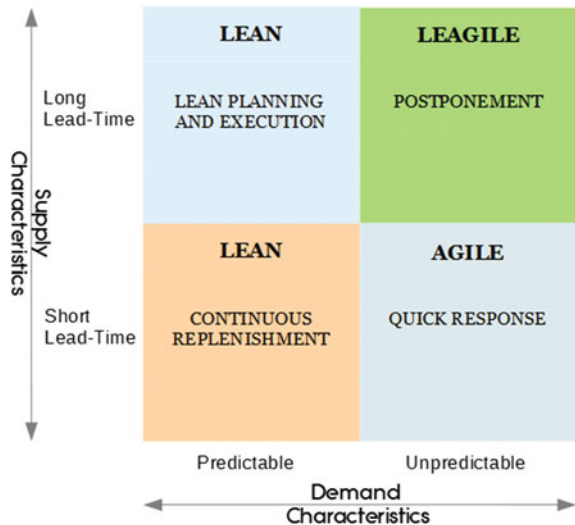 LEAN
LEAGILE
Long
Lead-Time
LEAN PLANNING
AND EXECUTION
POSTPONEMENT
Supply
Characteristics
LEAN
AGILE
Short
Lead-Time
CONTINUOUS
REPLENISHMENT
QUICK RESPONSE
Predictable
Unpredictable
Demand
Characteristics